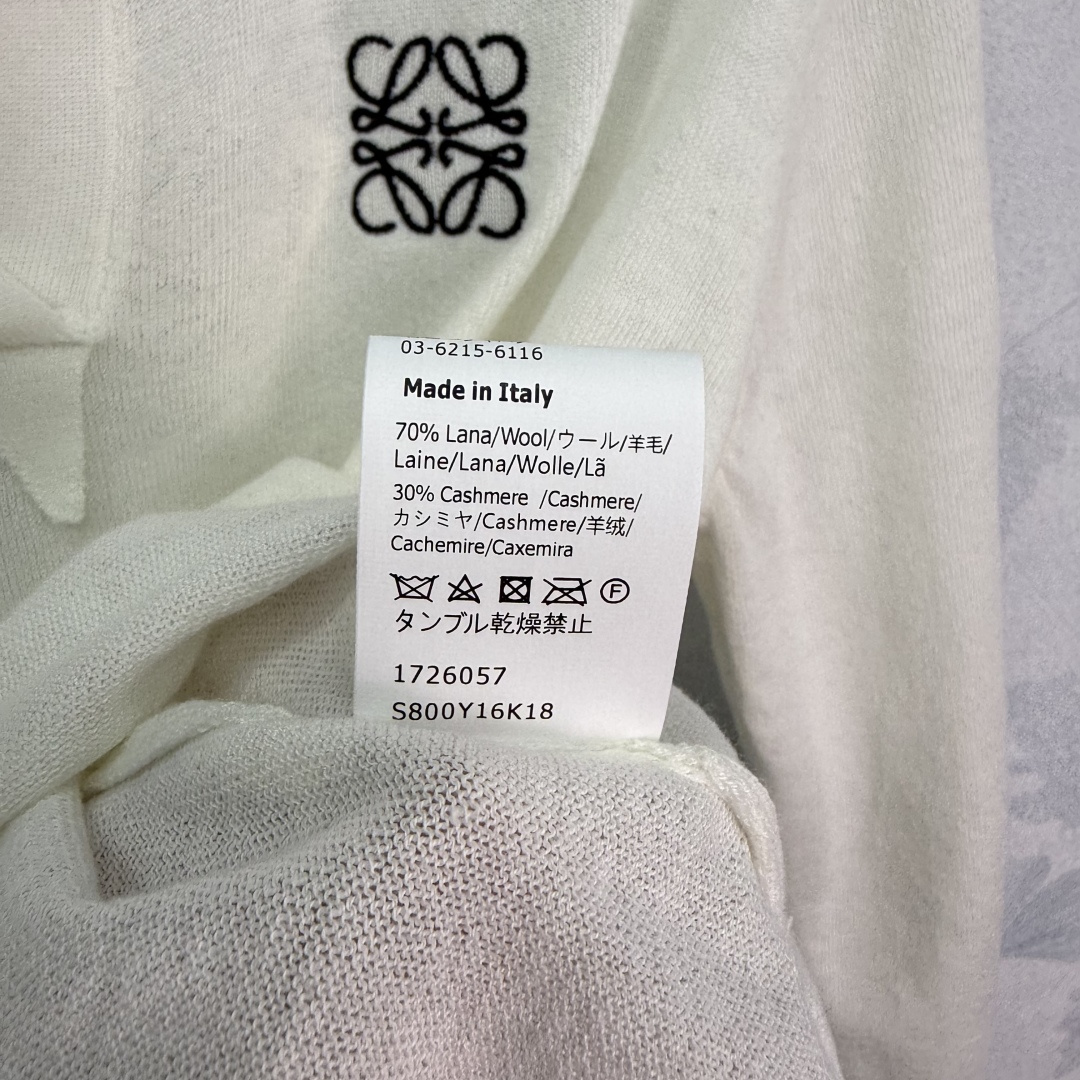 03-6215-6116
Made in Italy
70% Lana/Wool/ウール/羊毛/
Laine/Lana/Wolle/Lã
30% Cashmere /Cashmere/
カシミヤ/Cashmere/羊绒/
Cachemire/Caxemira
F
タンブル乾燥禁止
1726057
S800Y16K18